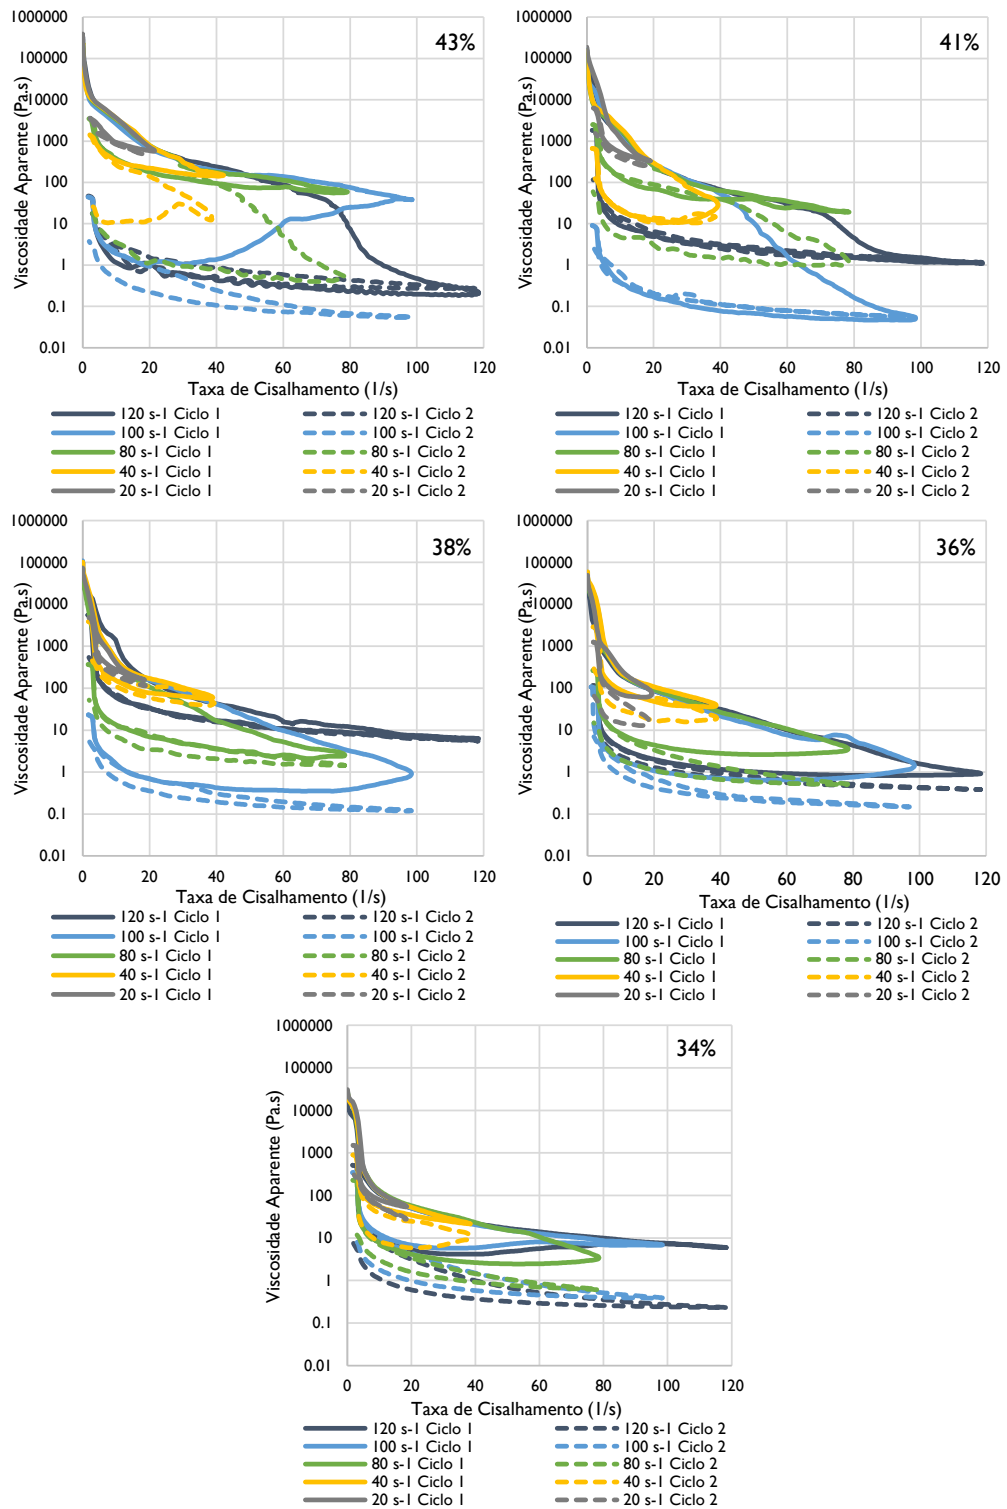 43%
Viscosidade Aparente (Pa.s)
1000000
100000
10000
1000
100
10
1
0.1
0.01
0 20 40 60 80 100 120
Taxa de Cisalhamento (1/s)
120 s-1 Ciclo 1 120 s-1 Ciclo 2
100 s-1 Ciclo 1 100 s-1 Ciclo 2
80 s-1 Ciclo 1 80 s-1 Ciclo 2
40 s-1 Ciclo 1 40 s-1 Ciclo 2
20 s-1 Ciclo 1 20 s-1 Ciclo 2
41%
Viscosidade Aparente (Pa.s)
1000000
100000
10000
1000
100
10
1
0.1
0.01
0 20 40 60 80 100 120
Taxa de Cisalhamento (1/s)
120 s-1 Ciclo 1 120 s-1 Ciclo 2
100 s-1 Ciclo 1 100 s-1 Ciclo 2
80 s-1 Ciclo 1 80 s-1 Ciclo 2
40 s-1 Ciclo 1 40 s-1 Ciclo 2
20 s-1 Ciclo 1 20 s-1 Ciclo 2
38%
Viscosidade Aparente (Pa.s)
1000000
100000
10000
1000
100
10
1
0.1
0.01
0 20 40 60 80 100 120
Taxa de Cisalhamento (1/s)
120 s-1 Ciclo 1 120 s-1 Ciclo 2
100 s-1 Ciclo 1 100 s-1 Ciclo 2
80 s-1 Ciclo 1 80 s-1 Ciclo 2
40 s-1 Ciclo 1 40 s-1 Ciclo 2
20 s-1 Ciclo 1 20 s-1 Ciclo 2
36%
Viscosidade Aparente (Pa.s)
1000000
100000
10000
1000
100
10
1
0.1
0.01
0 20 40 60 80 100 120
Taxa de Cisalhamento (1/s)
120 s-1 Ciclo 1 120 s-1 Ciclo 2
100 s-1 Ciclo 1 100 s-1 Ciclo 2
80 s-1 Ciclo 1 80 s-1 Ciclo 2
40 s-1 Ciclo 1 40 s-1 Ciclo 2
20 s-1 Ciclo 1 20 s-1 Ciclo 2
34%
Viscosidade Aparente (Pa.s)
1000000
100000
10000
1000
100
10
1
0.1
0.01
0 20 40 60 80 100 120
Taxa de Cisalhamento (1/s)
120 s-1 Ciclo 1 120 s-1 Ciclo 2
100 s-1 Ciclo 1 100 s-1 Ciclo 2
80 s-1 Ciclo 1 80 s-1 Ciclo 2
40 s-1 Ciclo 1 40 s-1 Ciclo 2
20 s-1 Ciclo 1 20 s-1 Ciclo 2